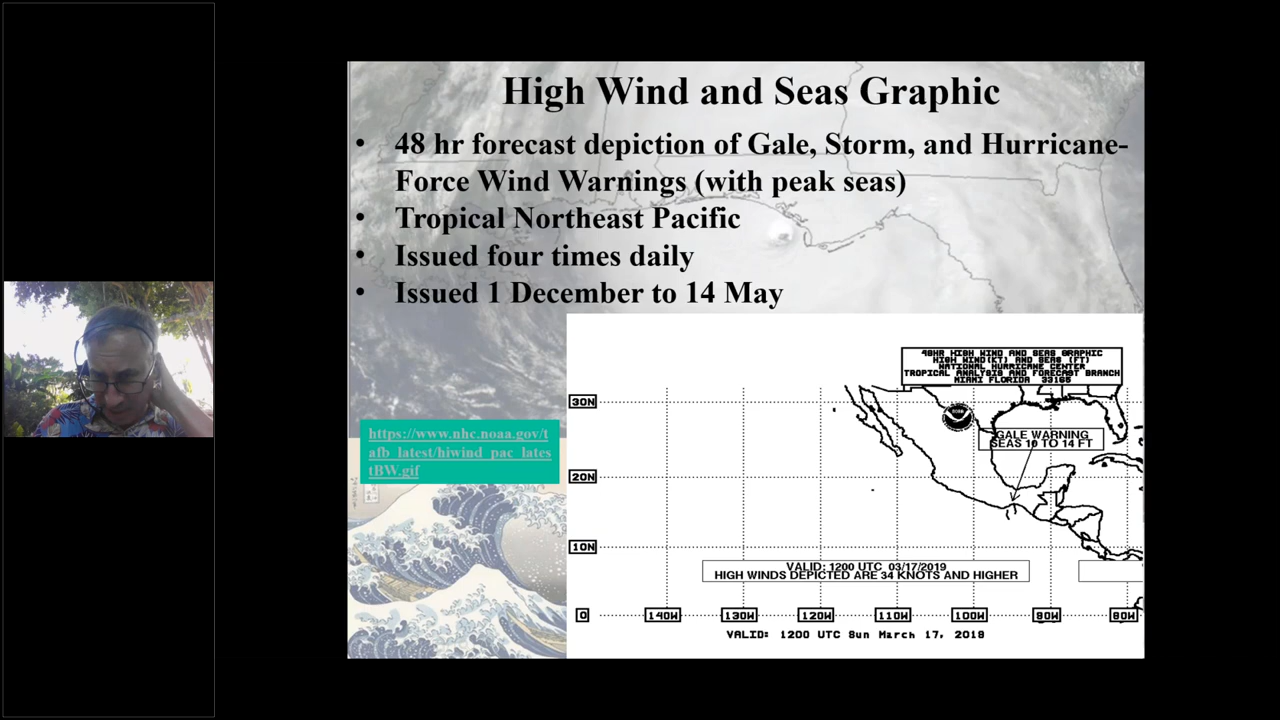 High Wind and Seas Graphic
• 48 hr forecast depiction of Gale, Storm, and Hurricane-
Force Wind Warnings (with peak seas)
• Tropical Northeast Pacific
• Issued four times daily
• Issued 1 December to 14 May
https://www.nhc.noaa.gov/t
afb_latest/hiwind_pac_lates
tBW.gif
48HR HIGH WIND AND SEAS GRAPHIC
HIGH WIND(KT) AND SEAS (FT)
NATIONAL HURRICANE CENTER
TROPICAL ANALYSIS AND FORECAST BRANCH
MIAMI FLORIDA 33165
30N
GALE WARNING
SEAS 10 TO 14 FT
20N
10N
VALID: 1200 UTC 03/17/2019
HIGH WINDS DEPICTED ARE 34 KNOTS AND HIGHER
0 140W 130W 120W 110W 100W 90W 80W
VALID: 1200 UTC Sun March 17, 2019